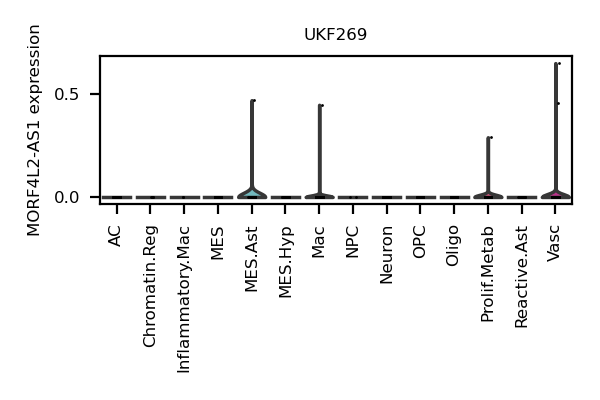 UKF269
MORF4L2-AS1 expression
0.5
0.0
AC
Chromatin.Reg
Inflammatory.Mac
MES
MES.Ast
MES.Hyp
Mac
NPC
Neuron
OPC
Oligo
Prolif.Metab
Reactive.Ast
Vasc